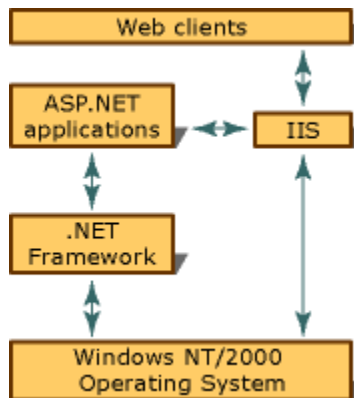 Web clients
ASP.NET
applications
IIS
.NET
Framework
Windows NT/2000
Operating System